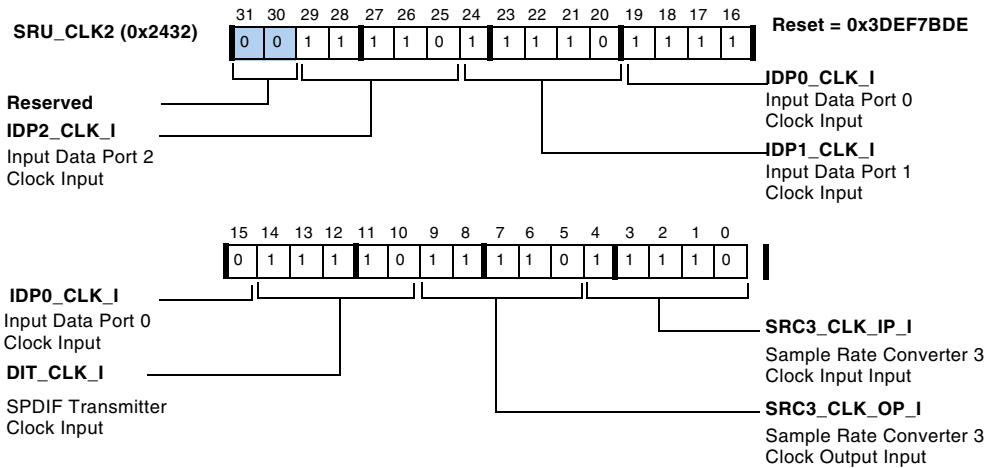 31 30 29 28 27 26 25 24 23 22 21 20 19 18 17 16
SRU_CLK2 (0x2432)
Reset = 0x3DEF7BDE
0 0 1 1 1 1 0 1 1 1 1 0 1 1 1 1
Reserved
IDP2_CLK_I
Input Data Port 2
Clock Input
IDP0_CLK_I
Input Data Port 0
Clock Input
IDP1_CLK_I
Input Data Port 1
Clock Input
15 14 13 12 11 10 9 8 7 6 5 4 3 2 1 0
0 1 1 1 1 0 1 1 1 1 0 1 1 1 1 0
IDP0_CLK_I
Input Data Port 0
Clock Input
DIT_CLK_I
SPDIF Transmitter
Clock Input
SRC3_CLK_IP_I
Sample Rate Converter 3
Clock Input Input
SRC3_CLK_OP_I
Sample Rate Converter 3
Clock Output Input